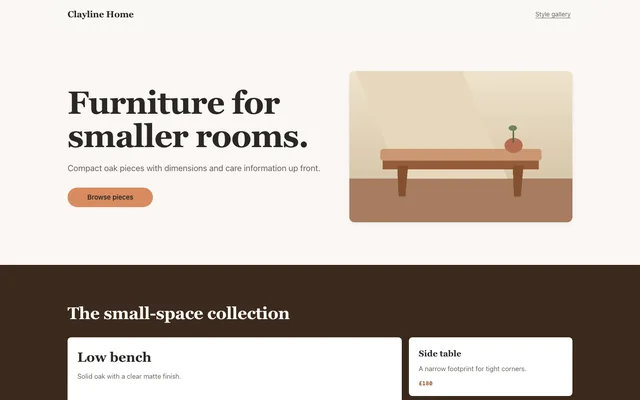 Clayline Home
Style gallery
Furniture for
smaller rooms.
Compact oak pieces with dimensions and care information up front.
Browse pieces
The small-space collection
Low bench
Solid oak with a clear matte finish.
Side table
A narrow footprint for tight corners.
£180